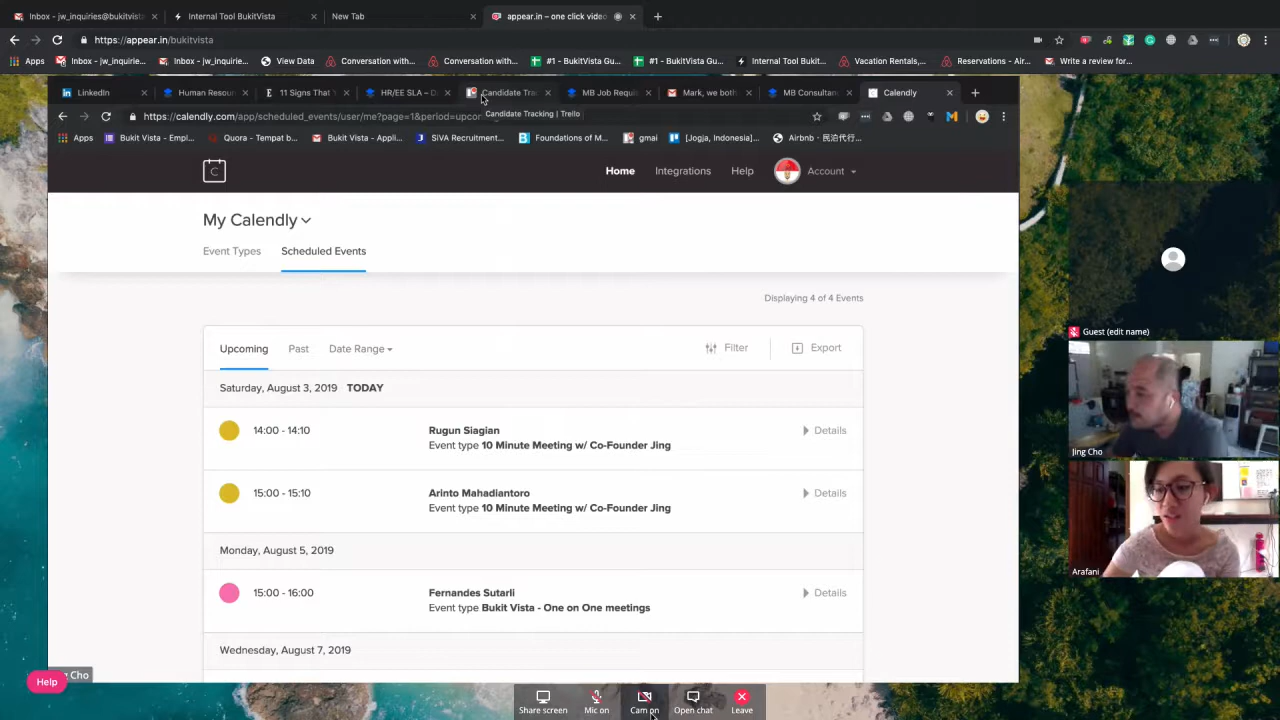 Inbox - jw_inquiries@bukitvista
Internal Tool BukitVista
New Tab
appear.in – one click video
https://appear.in/bukitvista
Apps
Inbox - jw_inquirie...
Inbox - jw_inquirie...
View Data
Conversation with...
Conversation with...
#1 - BukitVista Gu...
#1 - BukitVista Gu...
Internal Tool Bukit...
Vacation Rentals,...
Reservations - Air...
Write a review for...
LinkedIn
Human Resour
11 Signs That Y
HR/EE SLA – D
Candidate Trac
MB Job Requi
Mark, we both
MB Consultan
Calendly
https://calendly.com/app/scheduled_events/user/me?page=1&period=upcor
Candidate Tracking | Trello
Apps
Bukit Vista - Empl...
Quora - Tempat b...
Bukit Vista - Appli...
SiVA Recruitment...
Foundations of M...
gmai
[Jogja, Indonesia]...
Airbnb · 民泊代行...
Home
Integrations
Help
Account
My Calendly
Event Types
Scheduled Events
Displaying 4 of 4 Events
Upcoming
Past
Date Range
Filter
Export
Saturday, August 3, 2019 TODAY
14:00 - 14:10
Rugun Siagian
Details
Event type 10 Minute Meeting w/ Co-Founder Jing
15:00 - 15:10
Arinto Mahadiantoro
Details
Event type 10 Minute Meeting w/ Co-Founder Jing
Monday, August 5, 2019
15:00 - 16:00
Fernandes Sutarli
Details
Event type Bukit Vista - One on One meetings
Wednesday, August 7, 2019
Guest (edit name)
Jing Cho
Arafani
Cho
Help
Share screen
Mic on
Cam on
Open chat
Leave